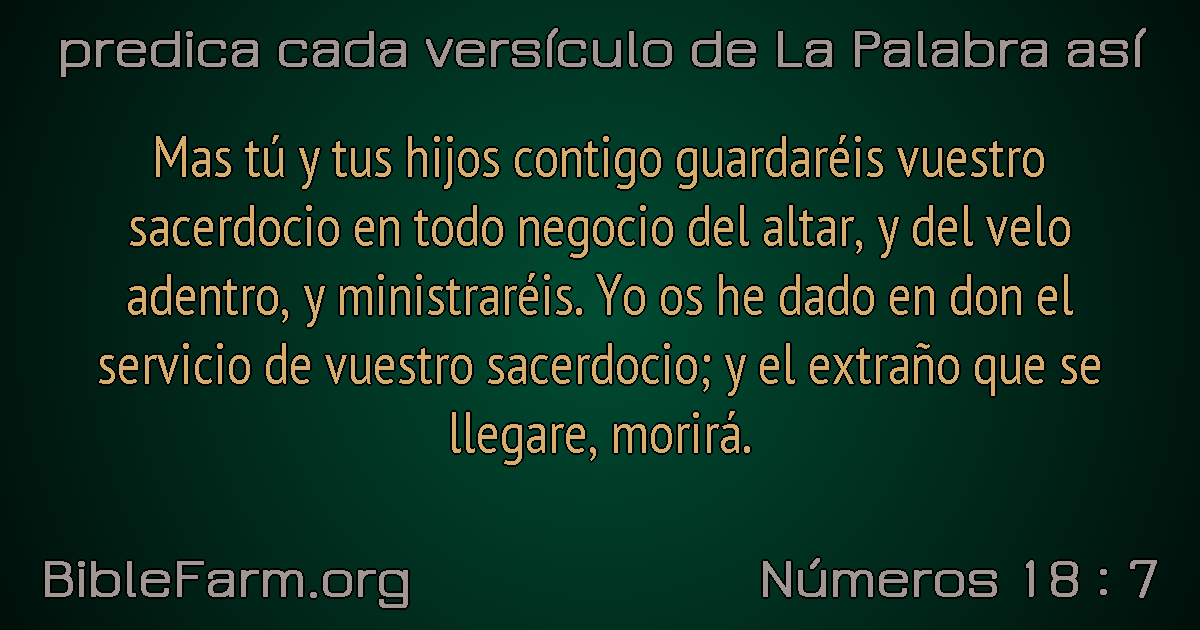 predica cada versículo de La Palabra así
Mas tú y tus hijos contigo guardaréis vuestro
sacerdocio en todo negocio del altar, y del velo
adentro, y ministraréis. Yo os he dado en don el
servicio de vuestro sacerdocio; y el extraño que se
llegare, morirá.
BibleFarm.org
Números 18 : 7